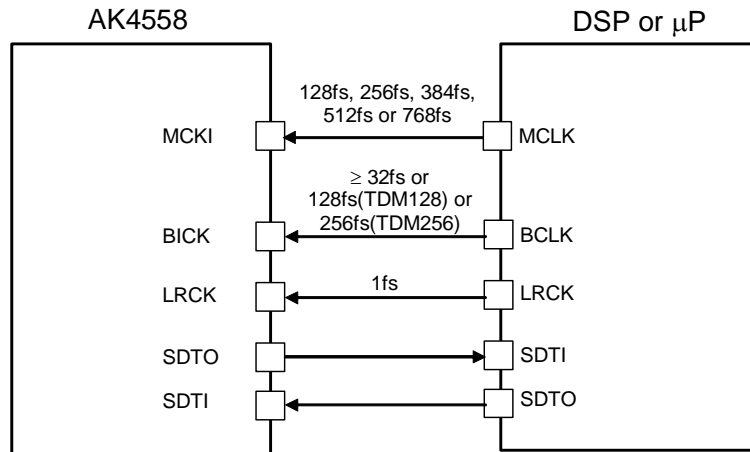 AK4558
DSP or μP
128fs, 256fs, 384fs,
512fs or 768fs
MCKI
MCLK
≥ 32fs or
128fs(TDM128) or
256fs(TDM256)
BICK
BCLK
1fs
LRCK
LRCK
SDTO
SDTI
SDTI
SDTO